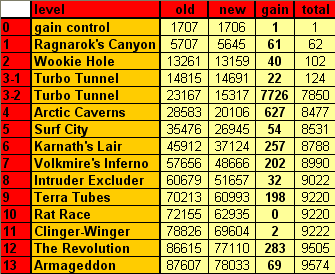 level old new gain total
0 gain control 1707 1706 1 1
1 Ragnarok's Canyon 5707 5645 61 62
2 Wookie Hole 13261 13159 40 102
3-1 Turbo Tunnel 14815 14691 22 124
3-2 Turbo Tunnel 23167 15317 7726 7850
4 Arctic Caverns 28583 20106 627 8477
5 Surf City 35476 26945 54 8531
6 Karnath's Lair 45912 37124 257 8788
7 Volkmire's Inferno 57656 48666 202 8990
8 Intruder Excluder 60679 51657 32 9022
9 Terra Tubes 70213 60993 198 9220
10 Rat Race 72155 62935 0 9220
11 Clinger-Winger 78826 69604 2 9222
12 The Revolution 86615 77110 283 9505
13 Armageddon 87607 78033 69 9574